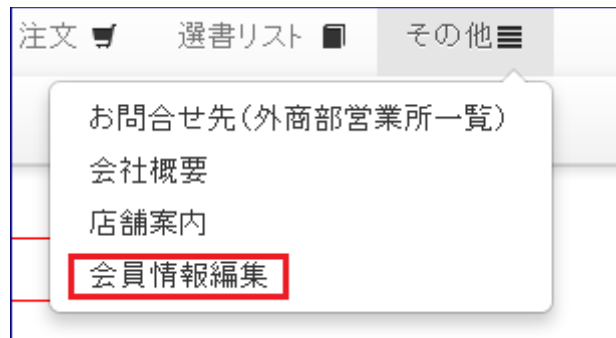 注文 選書リスト その他
お問合せ先(外商部営業所一覧)
会社概要
店舗案内
会員情報編集